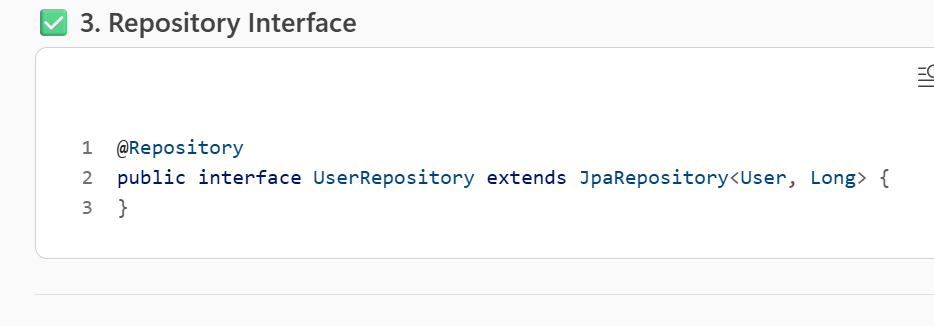 ✅ 3. Repository Interface
1 @Repository
2 public interface UserRepository extends JpaRepository<User, Long> {
3 }